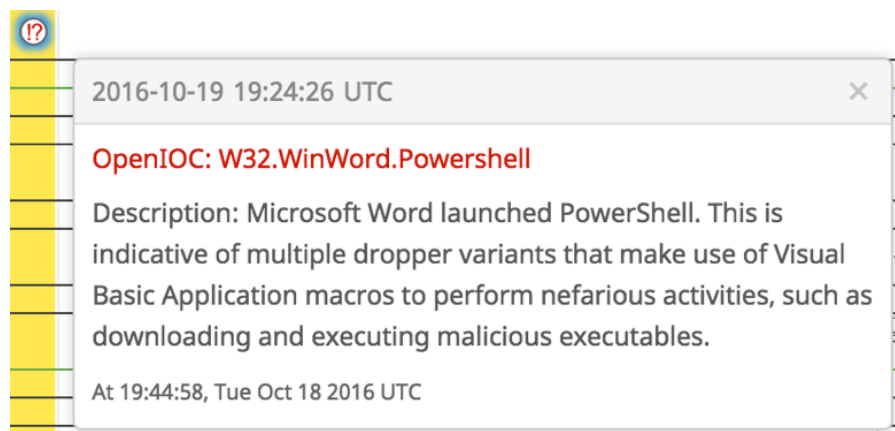 !?
2016-10-19 19:24:26 UTC ×
OpenIOC: W32.WinWord.Powershell
Description: Microsoft Word launched PowerShell. This is
indicative of multiple dropper variants that make use of Visual
Basic Application macros to perform nefarious activities, such as
downloading and executing malicious executables.
At 19:44:58, Tue Oct 18 2016 UTC